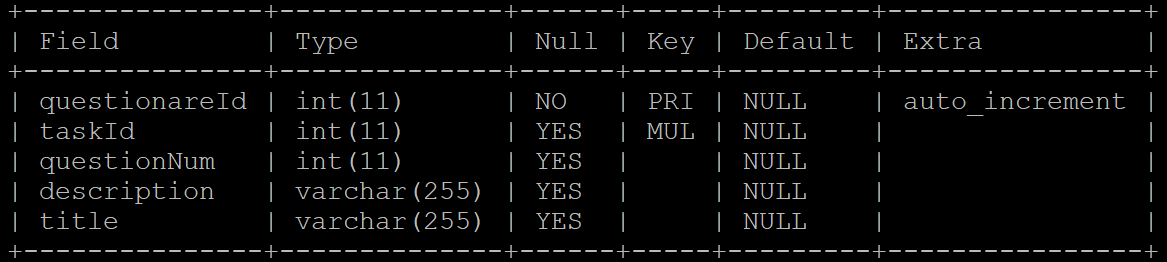 +---------------+--------------+------+-----+---------+----------------+
| Field         | Type         | Null | Key | Default | Extra          |
+---------------+--------------+------+-----+---------+----------------+
| questionareId | int(11)      | NO   | PRI | NULL    | auto_increment |
| taskId        | int(11)      | YES  | MUL | NULL    |                |
| questionNum   | int(11)      | YES  |     | NULL    |                |
| description   | varchar(255) | YES  |     | NULL    |                |
| title         | varchar(255) | YES  |     | NULL    |                |
+---------------+--------------+------+-----+---------+----------------+